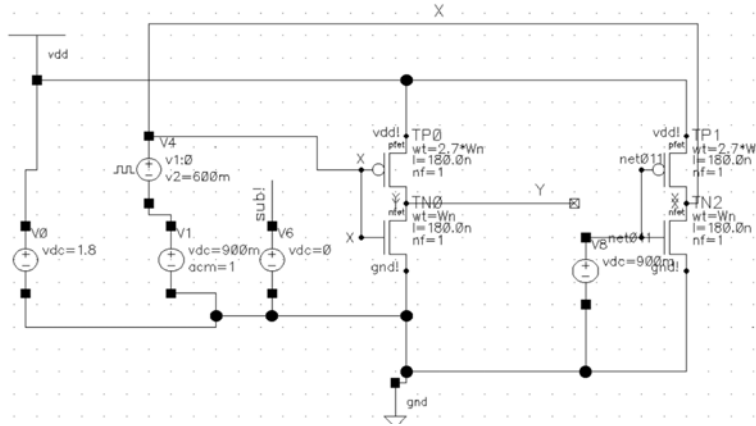 X
vdd
V4
v1:0
v2=600m
vdd!
TP0
pfet
wt=2.7*Wn
l=180.0n
nf=1
X
vdd!
TP1
pfet
wt=2.7*Wn
l=180.0n
nf=1
net011
sub!
Y
TN0
nfet
wt=Wn
l=180.0n
nf=1
X
gnd!
X
TN2
nfet
wt=Wn
l=180.0n
nf=1
net011
gnd!
V0
vdc=1.8
V1
vdc=900m
acm=1
V6
vdc=0
V8
vdc=900m
gnd